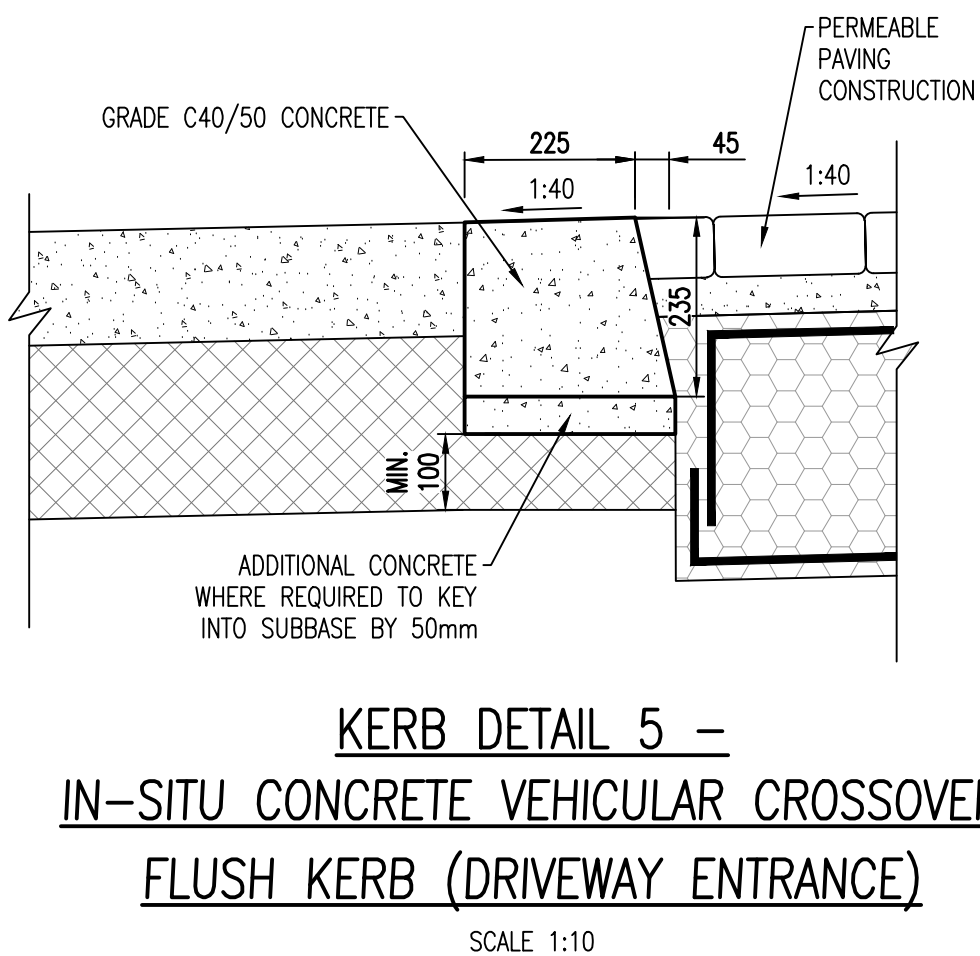 PERMEABLE
PAVING
CONSTRUCTION
GRADE C40/50 CONCRETE
225
45
1:40
1:40
235
MIN.
100
ADDITIONAL CONCRETE
WHERE REQUIRED TO KEY
INTO SUBBASE BY 50mm
KERB DETAIL 5 –
IN-SITU CONCRETE VEHICULAR CROSSOVE
FLUSH KERB (DRIVEWAY ENTRANCE)
SCALE 1:10